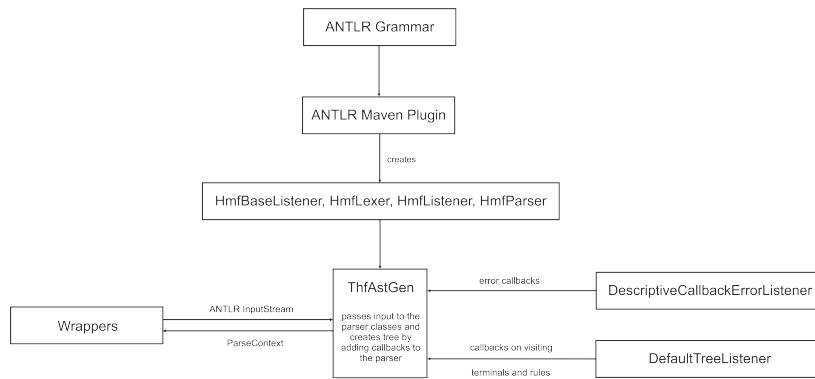 ANTLR Grammar
ANTLR Maven Plugin
creates
HmfBaseListener, HmfLexer, HmfListener, HmfParser
ThfAstGen
passes input to the
parser classes and
creates tree by
adding callbacks to
the parser
Wrappers
ANTLR InputStream
ParseContext
error callbacks
DescriptiveCallbackErrorListener
callbacks on visiting
terminals and rules
DefaultTreeListener